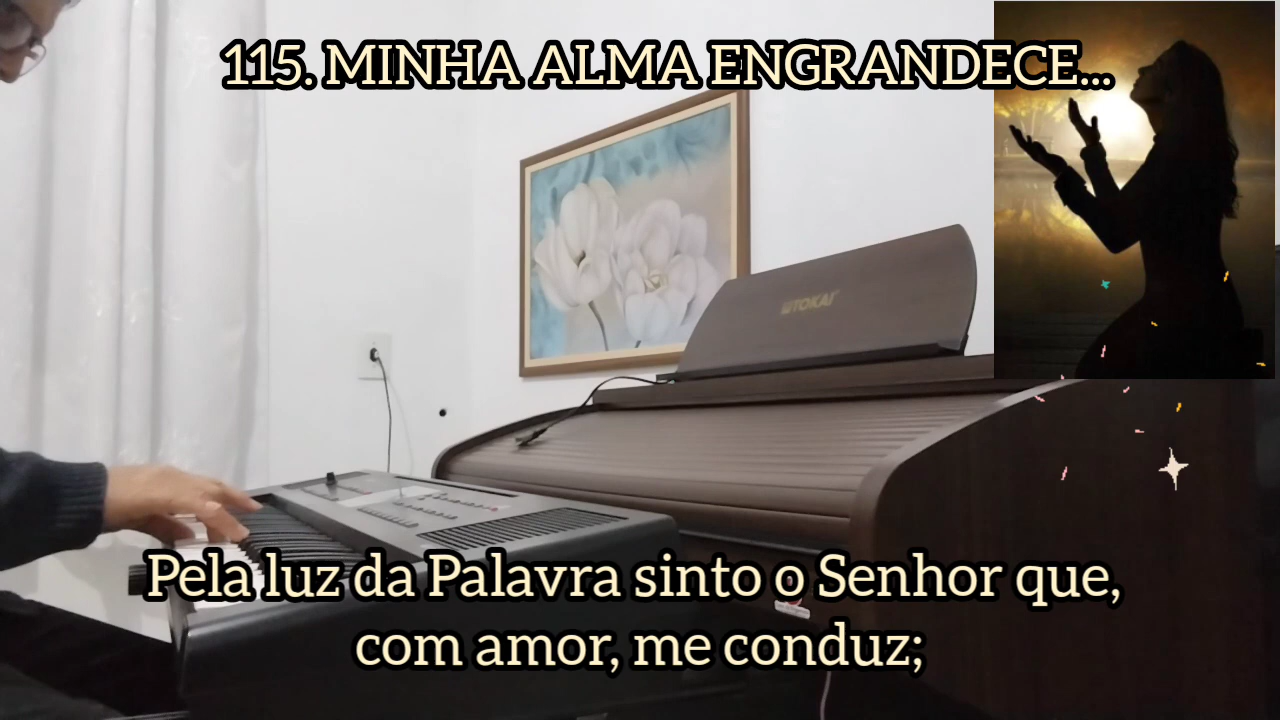 115. MINHA ALMA ENGRANDECE...
TOKAI
Pela luz da Palavra sinto o Senhor que,
com amor, me conduz;